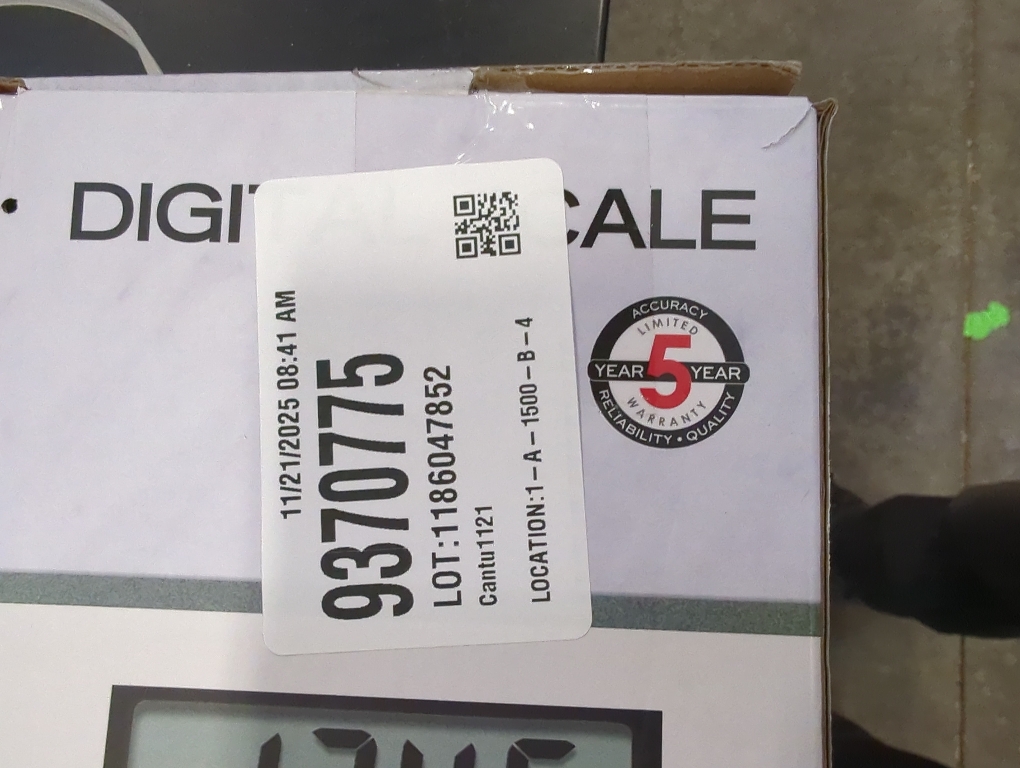 DIGIT
CALE
11/21/2025 08:41 AM
9370775
LOT:1186047852
Cantu1121
LOCATION:1-A-1500-B-4
ACCURACY
LIMITED
YEAR 5 YEAR
WARRANTY
RELIABILITY • QUALITY